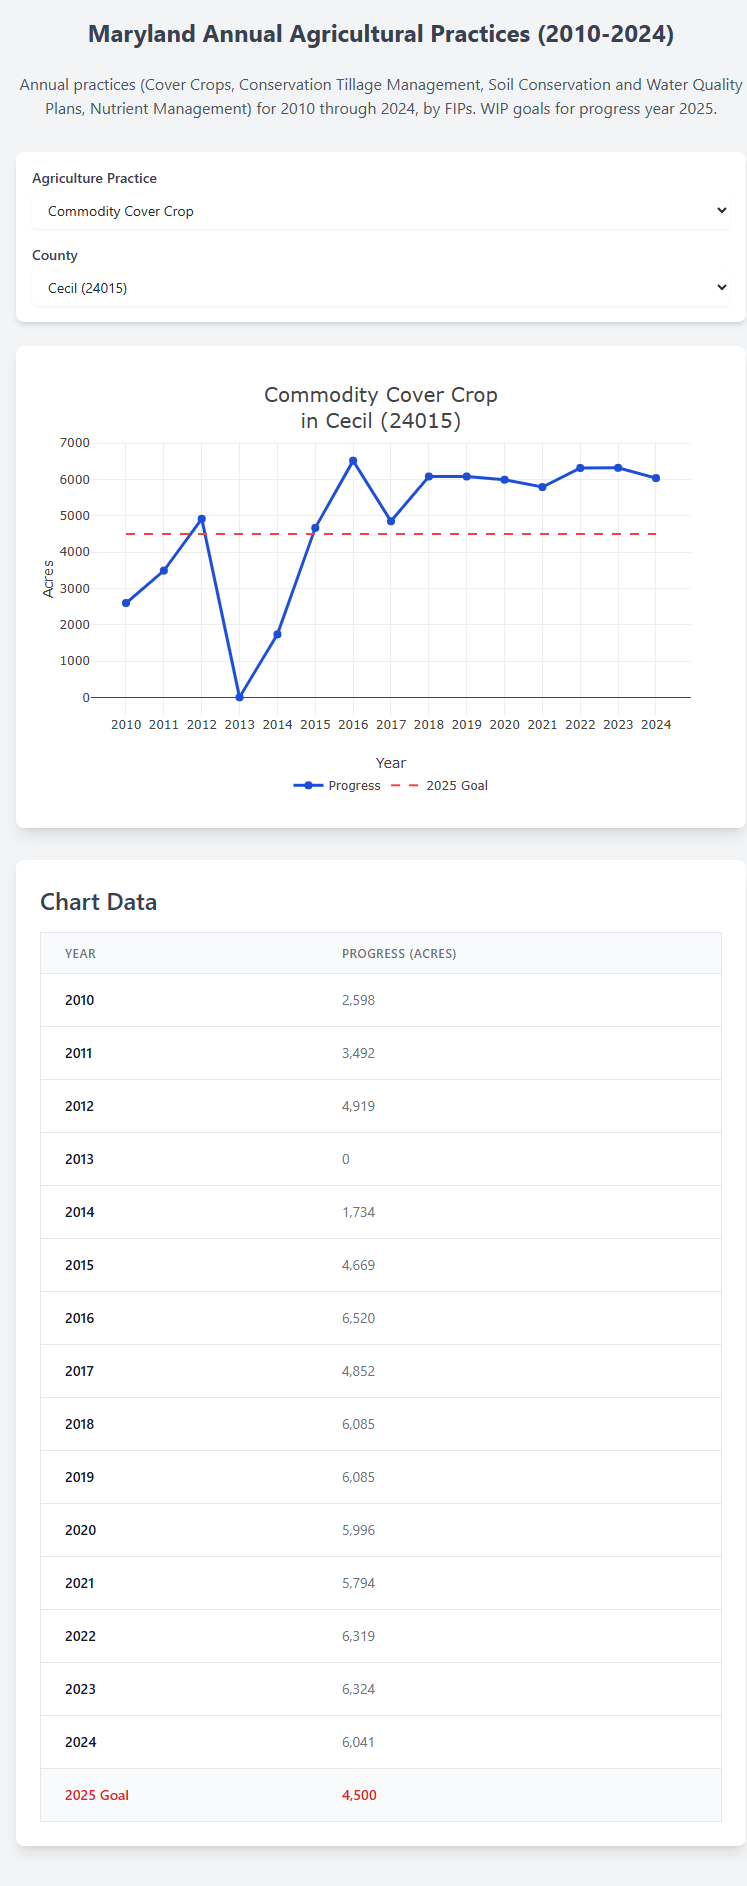 Maryland Annual Agricultural Practices (2010-2024)
Annual practices (Cover Crops, Conservation Tillage Management, Soil Conservation and Water Quality
Plans, Nutrient Management) for 2010 through 2024, by FIPs. WIP goals for progress year 2025.
Agriculture Practice
Commodity Cover Crop
County
Cecil (24015)
Commodity Cover Crop
in Cecil (24015)
7000
6000
5000
4000
3000
2000
1000
0
Acres
2010 2011 2012 2013 2014 2015 2016 2017 2018 2019 2020 2021 2022 2023 2024
Year
Progress 2025 Goal
Chart Data
YEAR PROGRESS (ACRES)
2010 2,598
2011 3,492
2012 4,919
2013 0
2014 1,734
2015 4,669
2016 6,520
2017 4,852
2018 6,085
2019 6,085
2020 5,996
2021 5,794
2022 6,319
2023 6,324
2024 6,041
2025 Goal 4,500